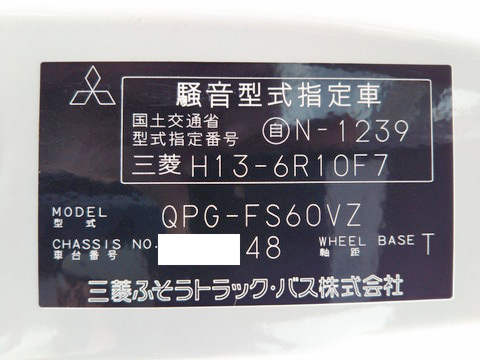 騒音型式指定車
国土交通省
型式指定番号 自N-1239
三菱 H13-6R10F7
MODEL
型式 QPG-FS60VZ
CHASSIS NO. 48 WHEEL BASE T
車台番号 軸距
三菱ふそうトラック・バス株式会社